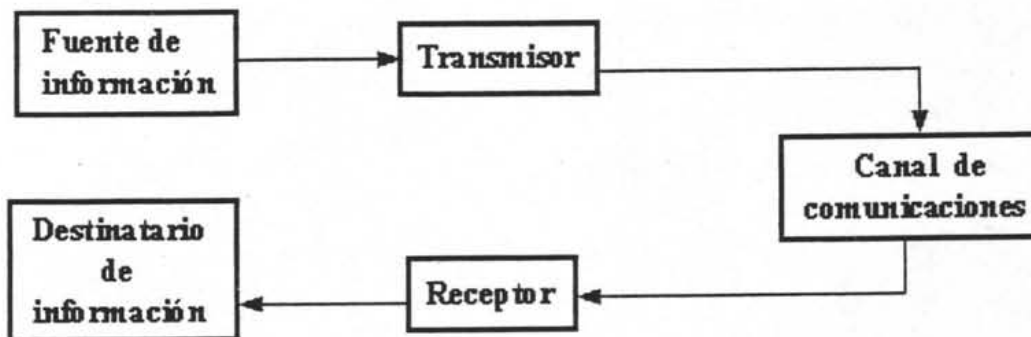 Fuente de
información
Transmisor
Canal de
comunicaciones
Receptor
Destinatario
de
información